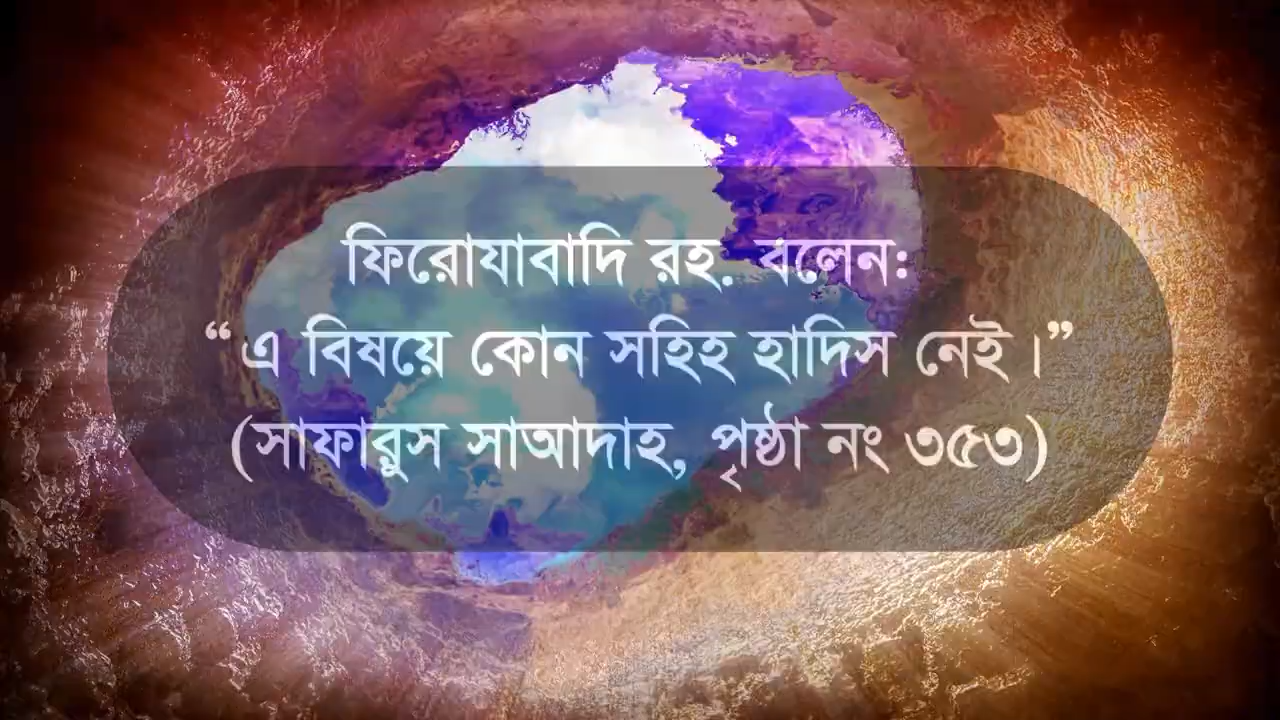 ফিরোযাবাদি রহ. বলেন:
“এ বিষয়ে কোন সহিহ হাদিস নেই।”
(সাফারুস সাআদাহ, পৃষ্ঠা নং ৩৫৩)